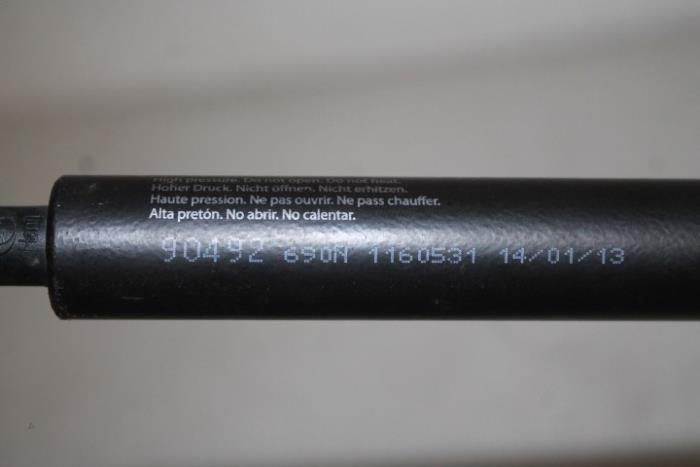 High pressure. Do not open. Do not heat.
Hoher Druck. Nicht öffnen. Nicht erhitzen.
Haute pression. Ne pas ouvrir. Ne pass chauffer.
Alta pretón. No abrir. No calentar.
90492 690N 1160531 14/01/13